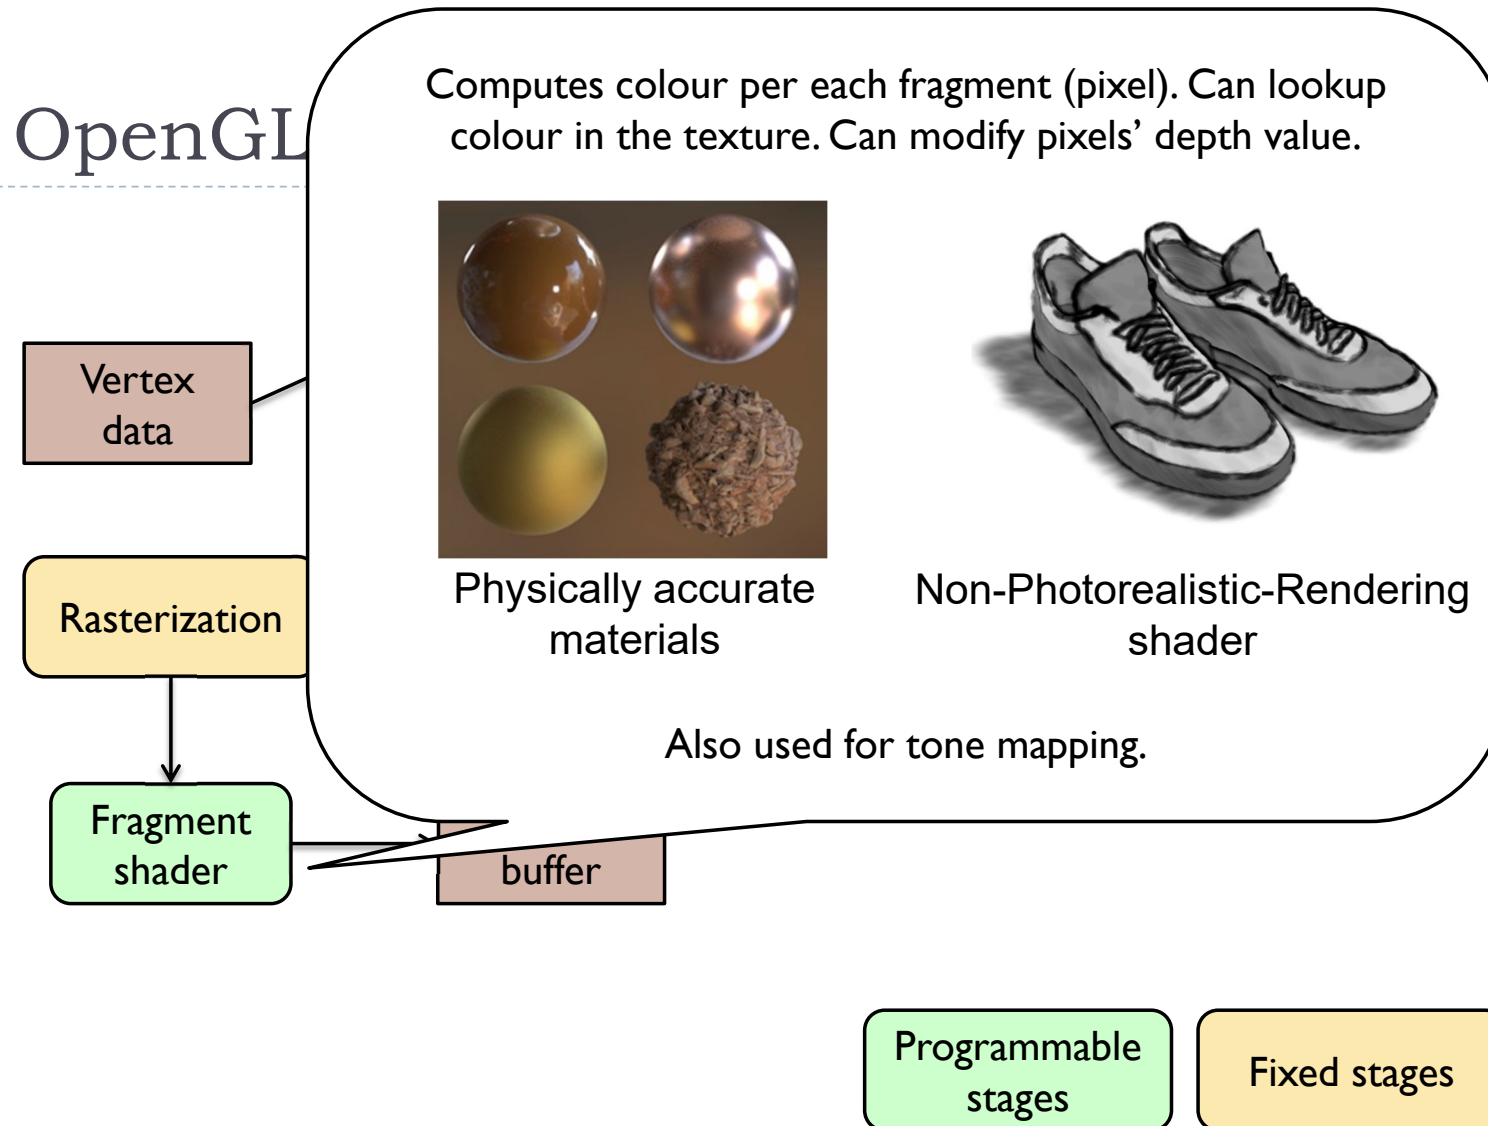 OpenGL
Computes colour per each fragment (pixel). Can lookup
colour in the texture. Can modify pixels’ depth value.
Vertex
data
Physically accurate
materials
Non-Photorealistic-Rendering
shader
Rasterization
Also used for tone mapping.
Fragment
shader
buffer
Programmable
stages
Fixed stages